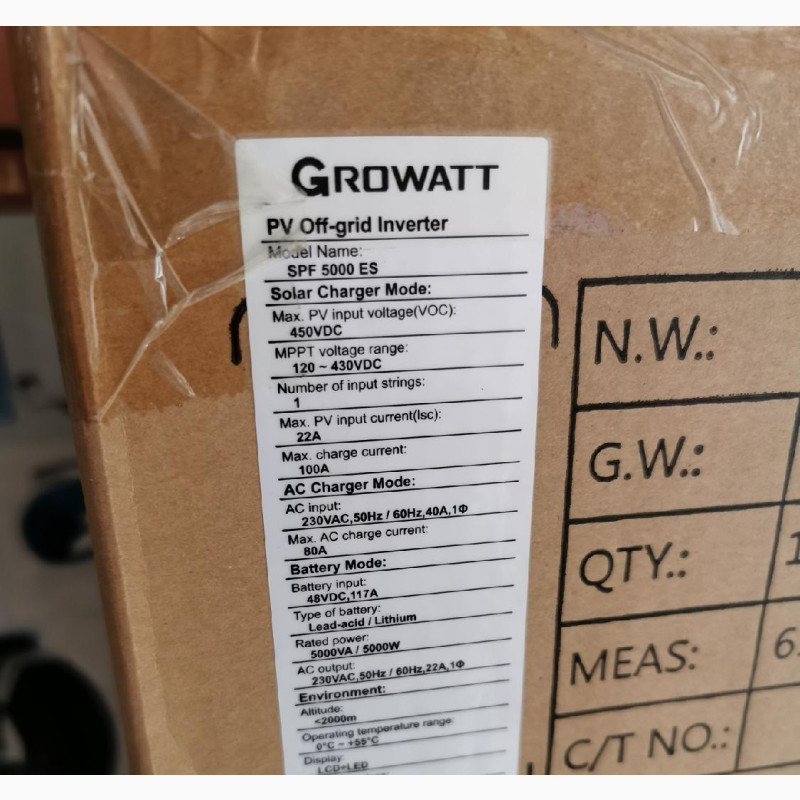 GROWATT
PV Off-grid Inverter
Model Name:
SPF 5000 ES
Solar Charger Mode:
Max. PV input voltage(VOC):
450VDC
MPPT voltage range:
120 ~ 430VDC
Number of input strings:
1
Max. PV input current(Isc):
22A
Max. charge current:
100A
AC Charger Mode:
AC input:
230VAC,50Hz / 60Hz,40A,1Φ
Max. AC charge current:
80A
Battery Mode:
Battery input:
48VDC,117A
Type of battery:
Lead-acid / Lithium
Rated power:
5000VA / 5000W
AC output:
230VAC,50Hz / 60Hz,22A,1Φ
Environment:
Altitude:
<2000m
Operating temperature range:
0°C ~ +55°C
Display:
LCD+LED
N.W.:
G.W.:
QTY.:
MEAS:
C/T NO.: